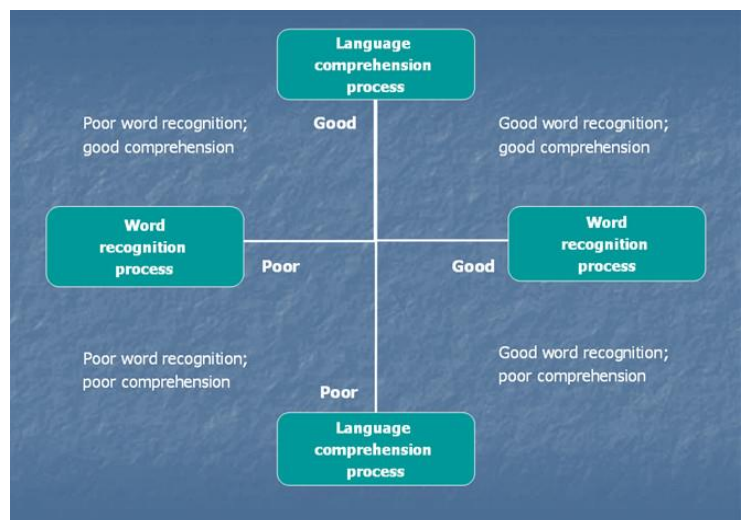 Language
comprehension
process
Poor word recognition;
good comprehension
Good
Good word recognition;
good comprehension
Word
recognition
process
Poor
Good
Word
recognition
process
Poor word recognition;
poor comprehension
Good word recognition;
poor comprehension
Poor
Language
comprehension
process